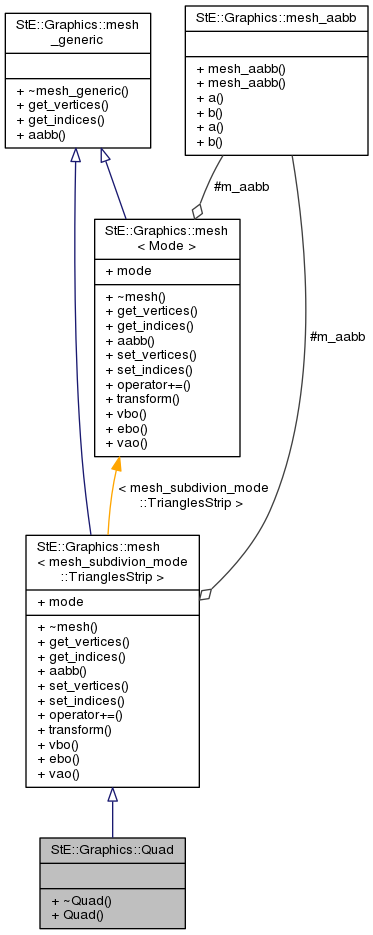 StE::Graphics::mesh
_generic
+ ~mesh_generic()
+ get_vertices()
+ get_indices()
+ aabb()
StE::Graphics::mesh_aabb
+ mesh_aabb()
+ mesh_aabb()
+ a()
+ b()
+ a()
+ b()
#m_aabb
StE::Graphics::mesh
< Mode >
+ mode
+ ~mesh()
+ get_vertices()
+ get_indices()
+ aabb()
+ set_vertices()
+ set_indices()
+ operator+=()
+ transform()
+ vbo()
+ ebo()
+ vao()
#m_aabb
< mesh_subdivion_mode
::TrianglesStrip >
StE::Graphics::mesh
< mesh_subdivion_mode
::TrianglesStrip >
+ mode
+ ~mesh()
+ get_vertices()
+ get_indices()
+ aabb()
+ set_vertices()
+ set_indices()
+ operator+=()
+ transform()
+ vbo()
+ ebo()
+ vao()
StE::Graphics::Quad
+ ~Quad()
+ Quad()